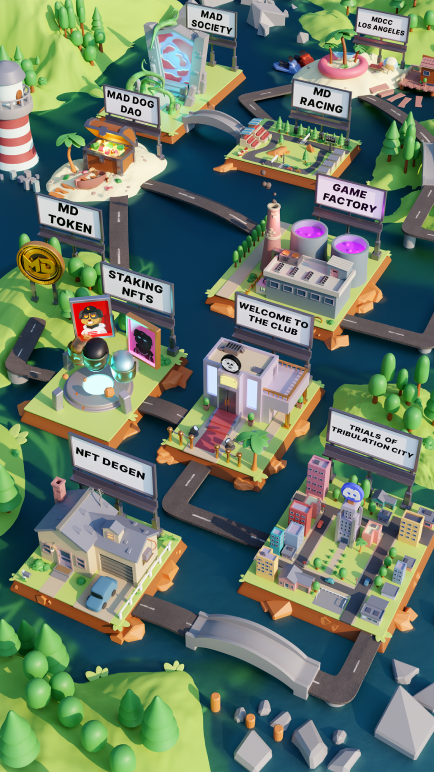 MAD
SOCIETY
MDCC
LOS ANGELES
MAD DOG
DAO
MD
RACING
MD
TOKEN
GAME
FACTORY
MD
STAKING
NFTS
WELCOME TO
THE CLUB
NFT DEGEN
TRIALS OF
TRIBULATION CITY